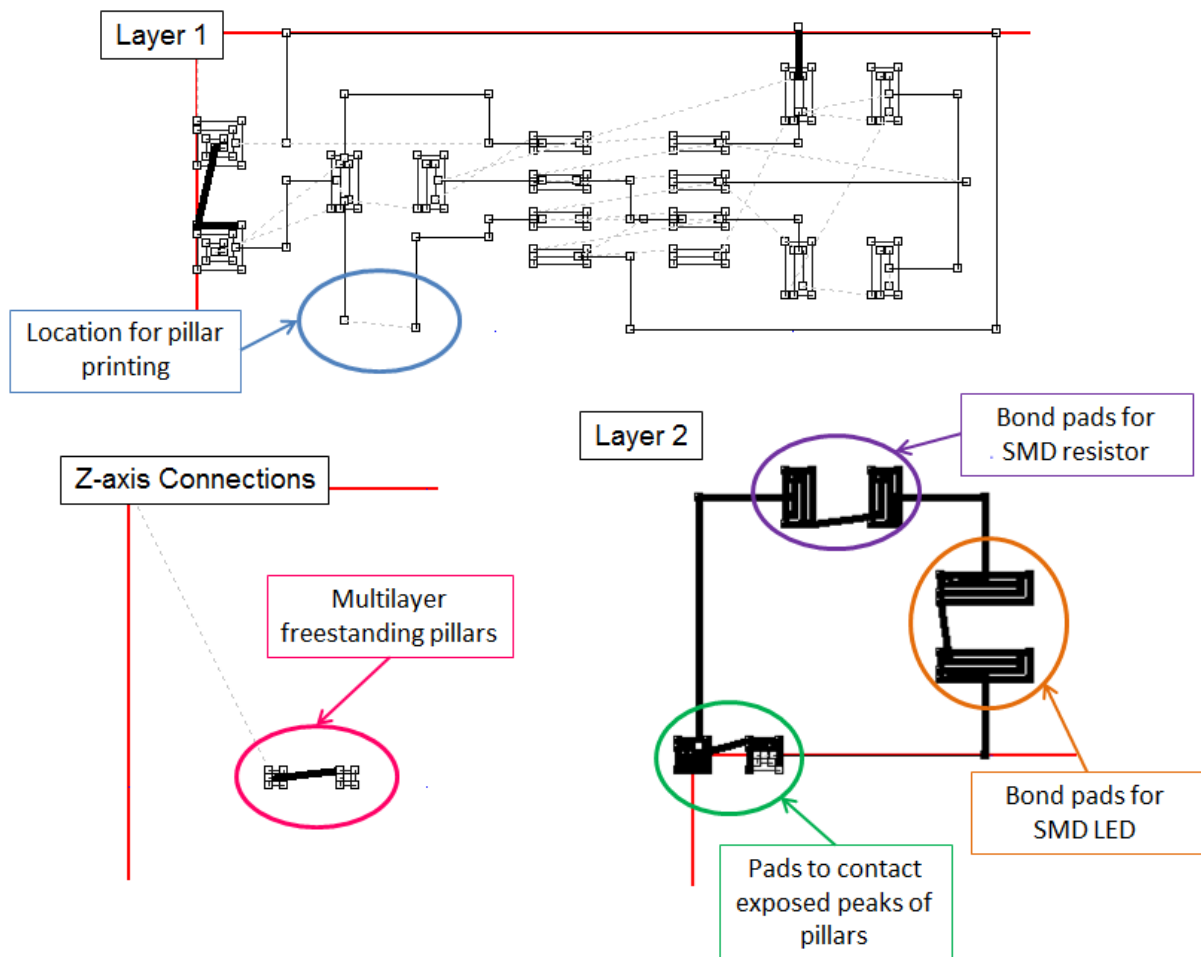 Layer 1
Location for pillar
printing
Layer 2
Bond pads for
SMD resistor
Z-axis Connections
Multilayer
freestanding pillars
Bond pads for
SMD LED
Pads to contact
exposed peaks of
pillars